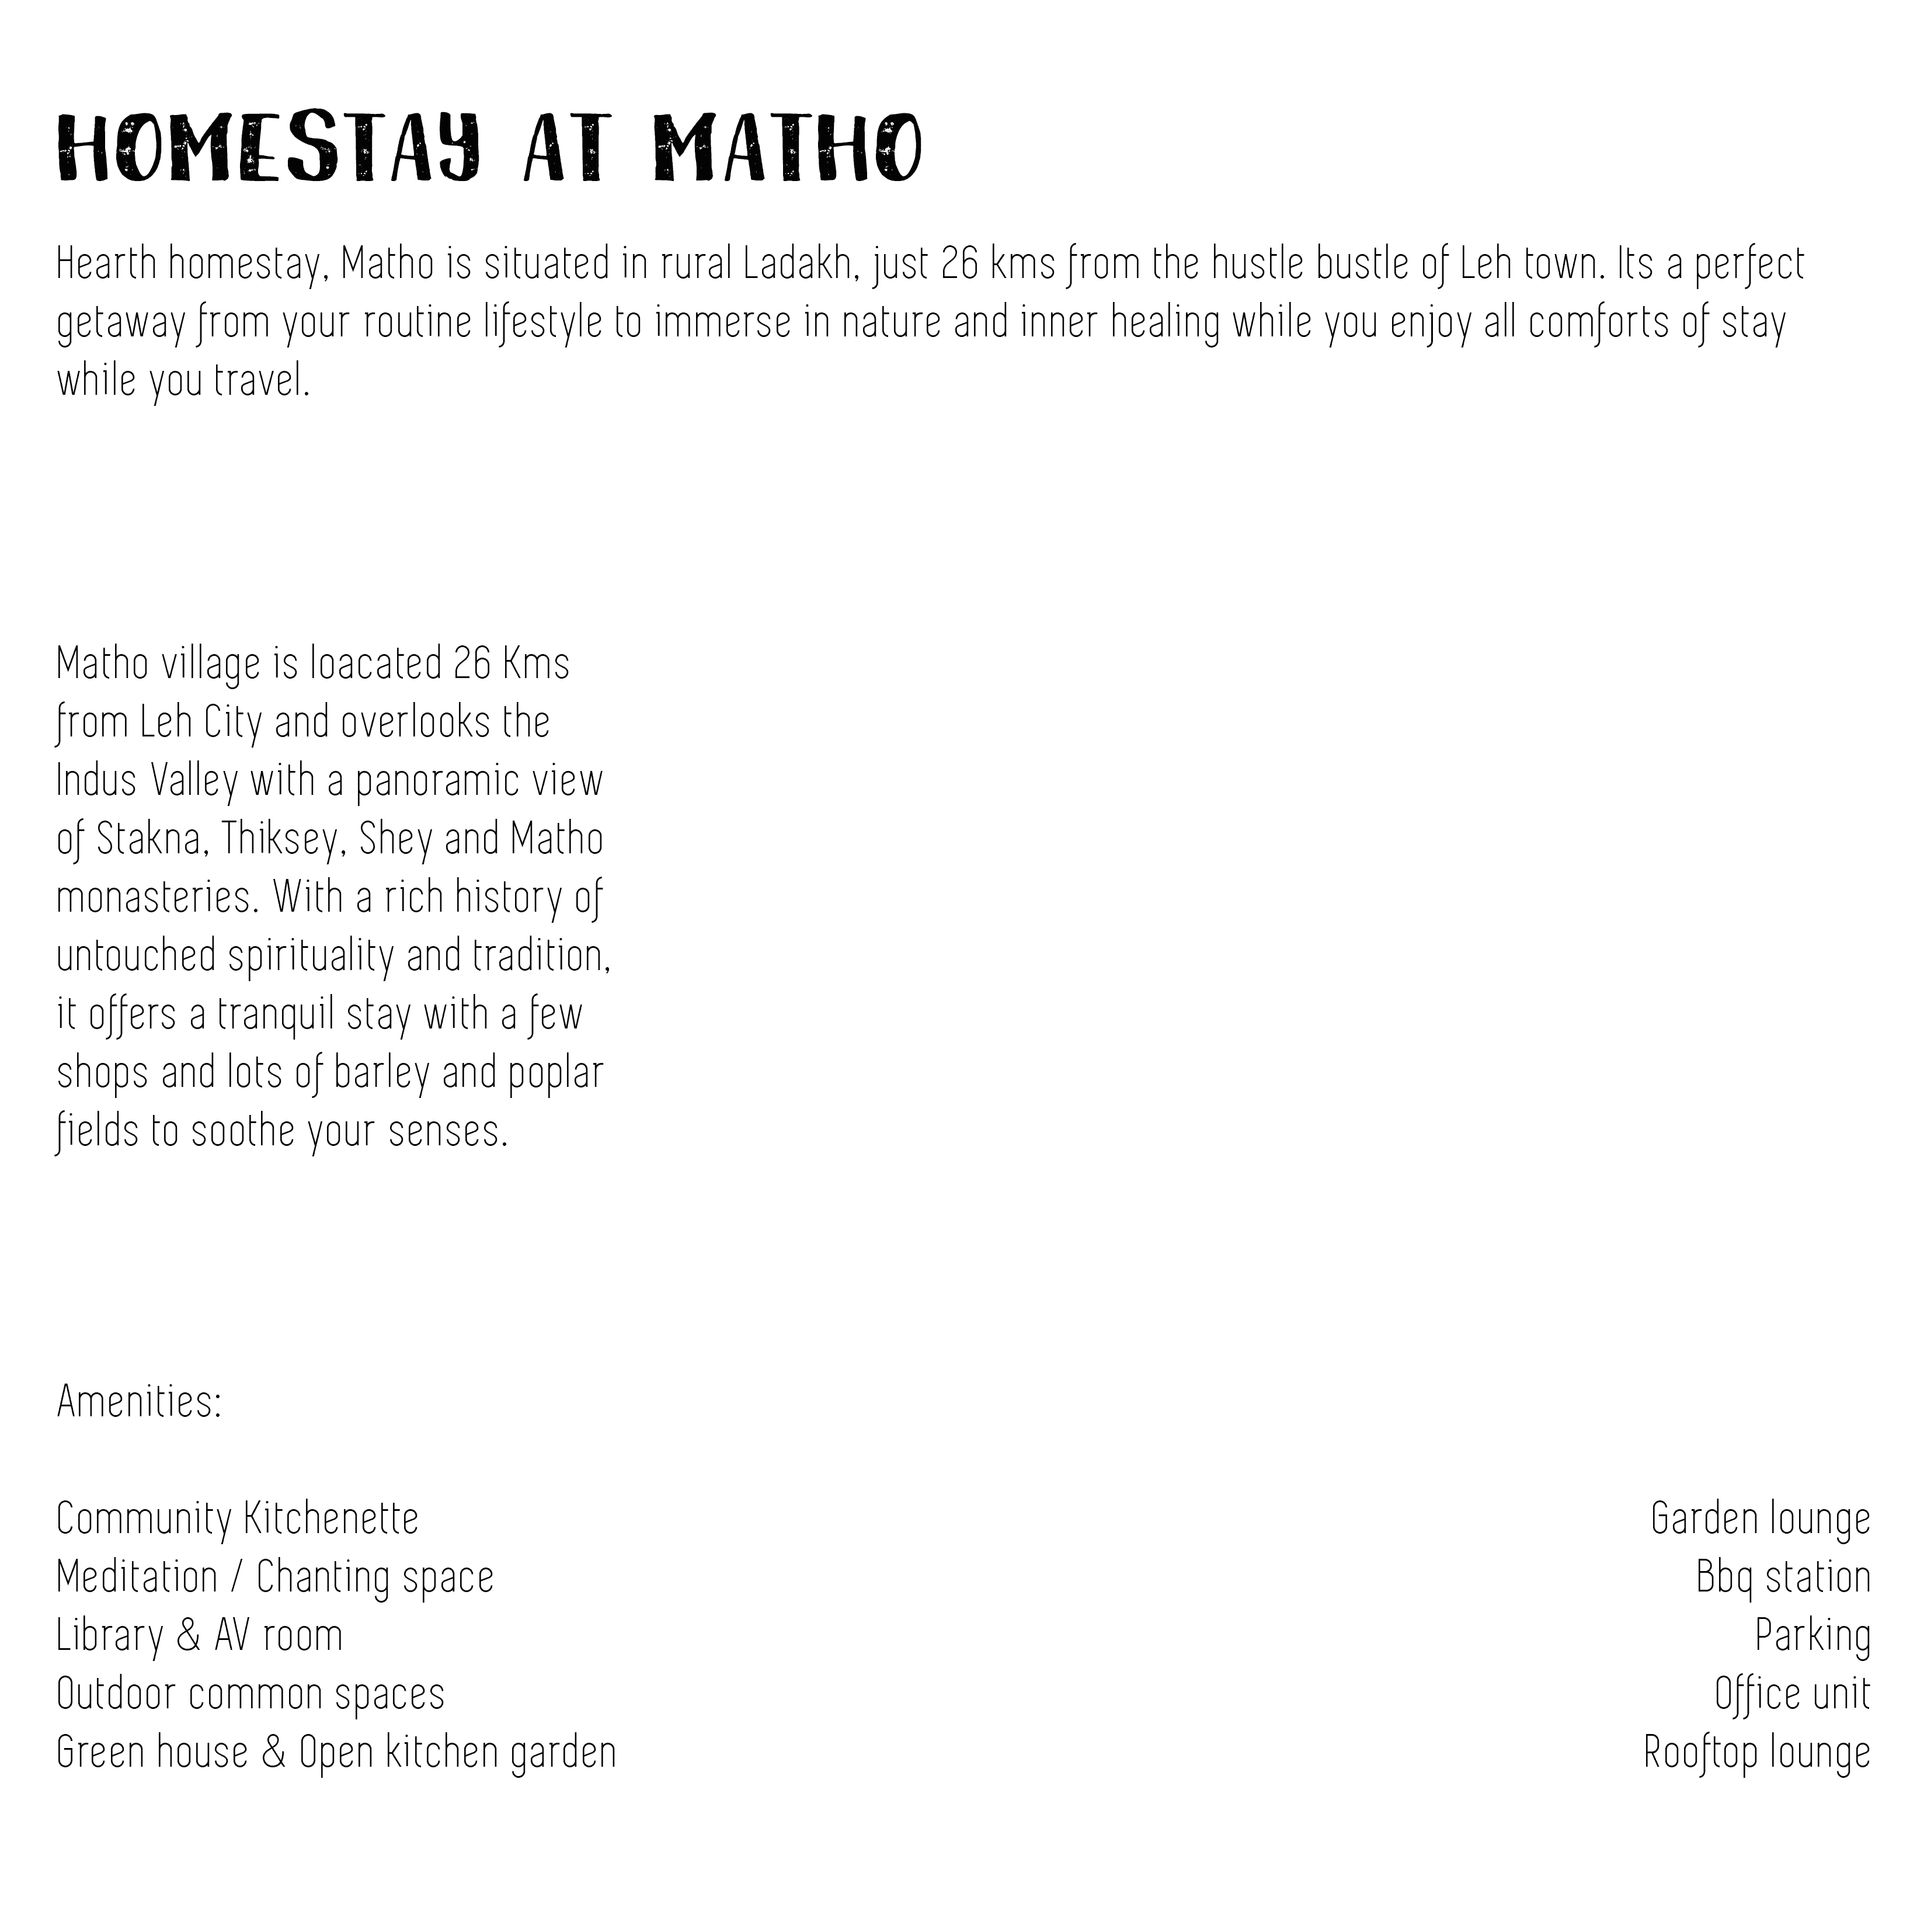 HOMESTAY AT MATHO
Hearth homestay, Matho is situated in rural Ladakh, just 26 kms from the hustle bustle of Leh town. Its a perfect
getaway from your routine lifestyle to immerse in nature and inner healing while you enjoy all comforts of stay
while you travel.
Matho village is loacated 26 Kms
from Leh City and overlooks the
Indus Valley with a panoramic view
of Stakna, Thiksey, Shey and Matho
monasteries. With a rich history of
untouched spirituality and tradition,
it offers a tranquil stay with a few
shops and lots of barley and poplar
fields to soothe your senses.
Amenities:
Community Kitchenette
Meditation / Chanting space
Library & AV room
Outdoor common spaces
Green house & Open kitchen garden
Garden lounge
Bbq station
Parking
Office unit
Rooftop lounge